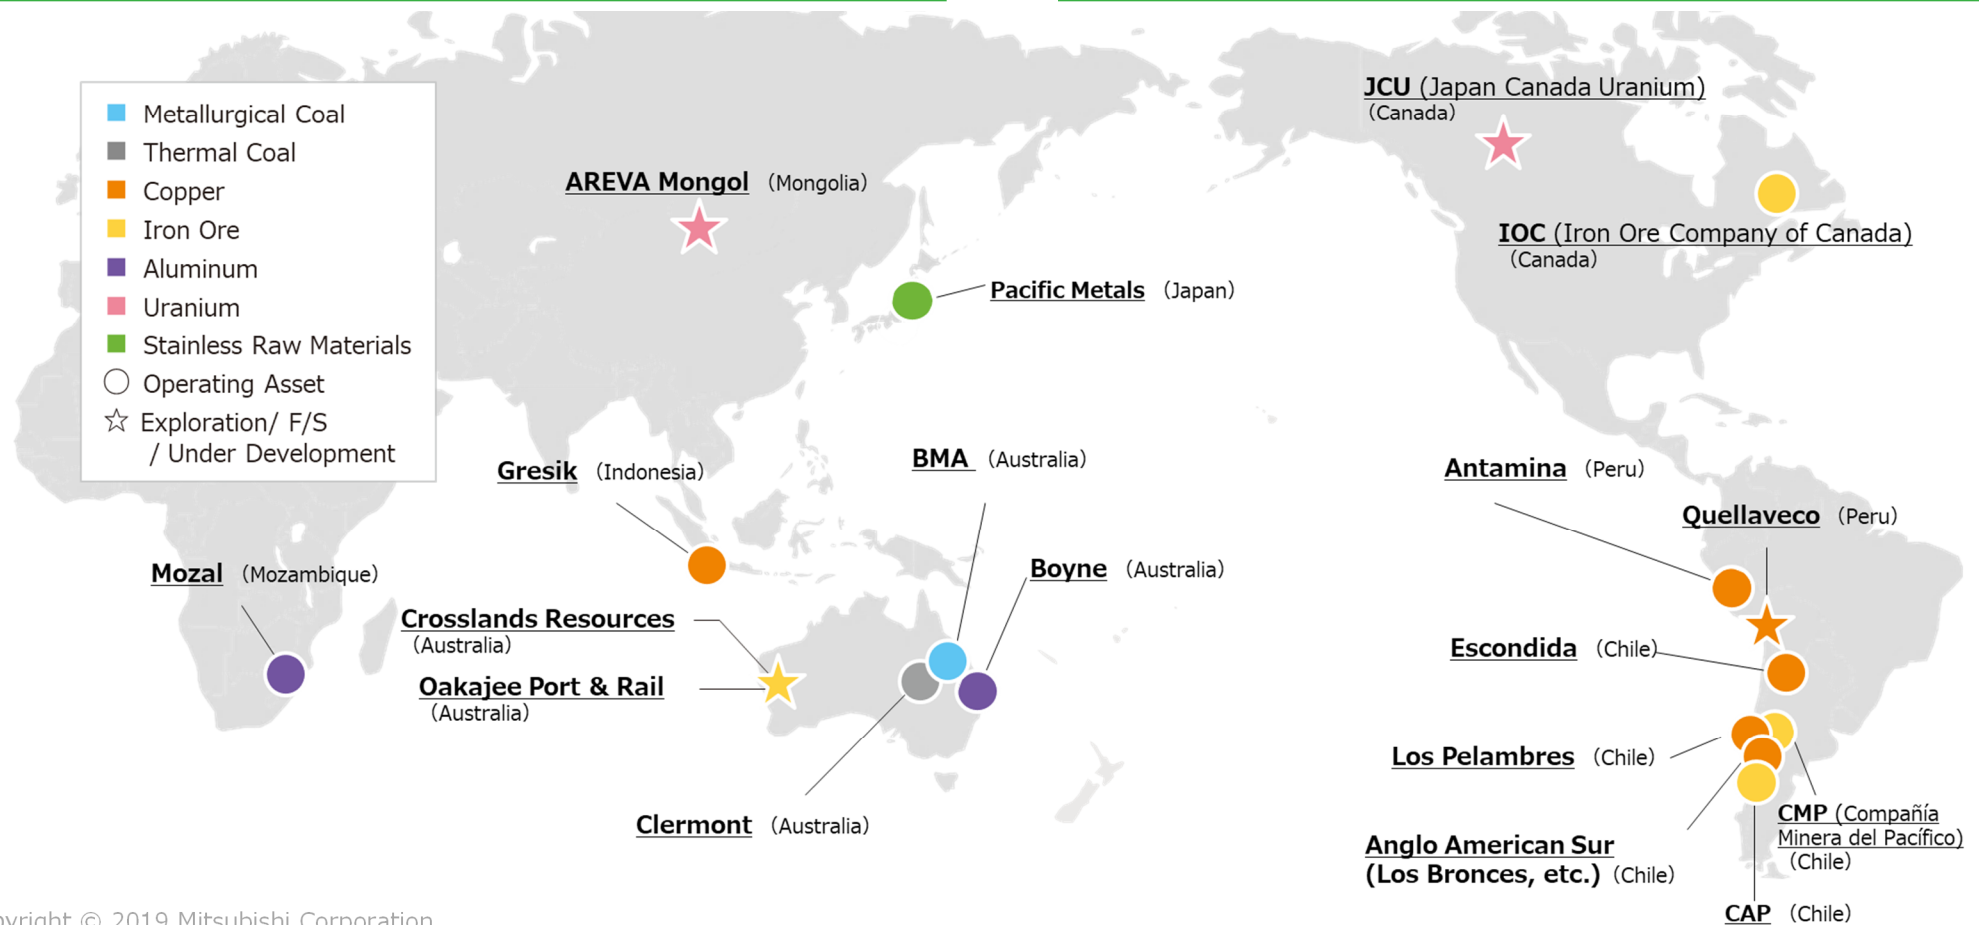 Metallurgical Coal
Thermal Coal
Copper
Iron Ore
Aluminum
Uranium
Stainless Raw Materials
Operating Asset
Exploration/ F/S
/ Under Development
AREVA Mongol （Mongolia）
Pacific Metals （Japan）
JCU (Japan Canada Uranium)
（Canada）
IOC (Iron Ore Company of Canada)
（Canada）
Gresik （Indonesia）
BMA （Australia）
Boyne （Australia）
Mozal （Mozambique）
Crosslands Resources
（Australia）
Oakajee Port & Rail
（Australia）
Clermont （Australia）
Antamina （Peru）
Quellaveco （Peru）
Escondida （Chile）
Los Pelambres （Chile）
Anglo American Sur
(Los Bronces, etc.) （Chile）
CMP (Compañía
Minera del Pacífico)
（Chile）
CAP （Chile）
pyright © 2019 Mitsubishi Corporation